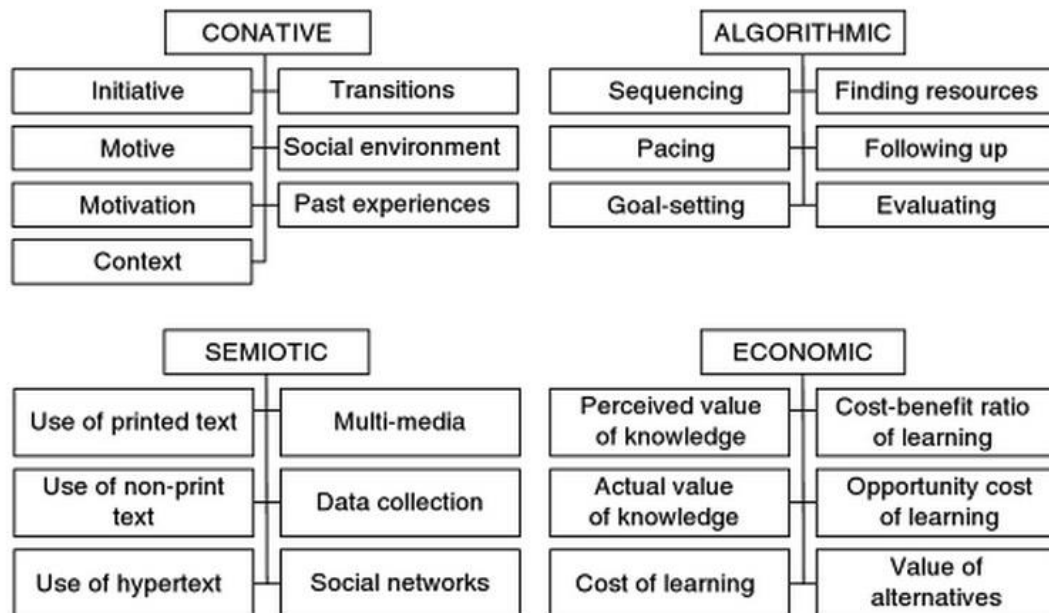 CONATIVE
Initiative
Transitions
Motive
Social environment
Motivation
Past experiences
Context
ALGORITHMIC
Sequencing
Finding resources
Pacing
Following up
Goal-setting
Evaluating
SEMIOTIC
Use of printed text
Multi-media
Use of non-print
text
Data collection
Use of hypertext
Social networks
ECONOMIC
Perceived value
of knowledge
Cost-benefit ratio
of learning
Actual value
of knowledge
Opportunity cost
of learning
Cost of learning
Value of
alternatives